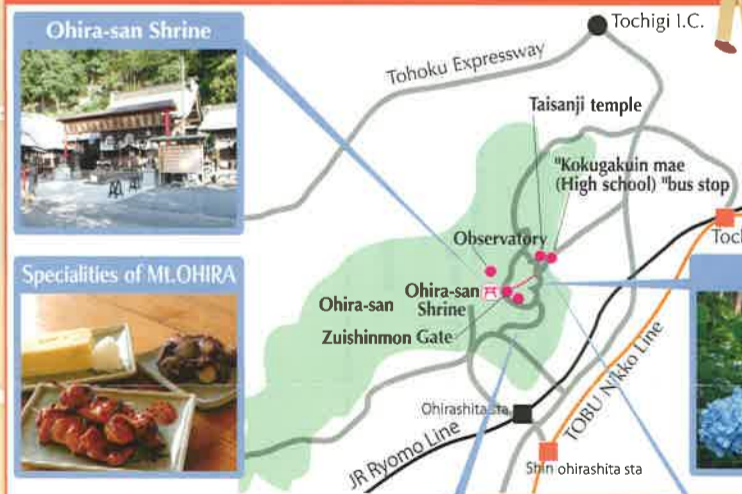 Ohira-san Shrine
Tochigi I.C.
Tohoku Expressway
Taisanji temple
"Kokugakuin mae
(High school) "bus stop
Toc
Observatory
Specialities of Mt.OHIRA
Ohira-san
Ohira-san
Shrine
Zuishinmon Gate
TOBU Nikko Line
Ohirashita sta.
JR Ryomo Line
Shin ohirashita sta